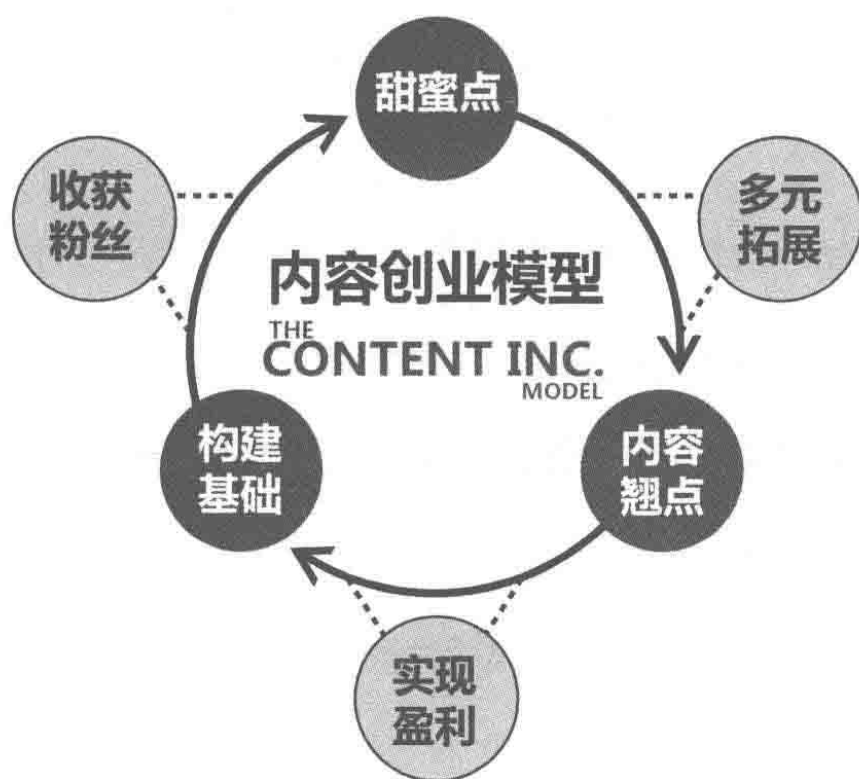 甜蜜点
收获
粉丝
多元
拓展
内容创业模型
THE
CONTENT INC.
MODEL
构建
基础
内容
翘点
实现
盈利